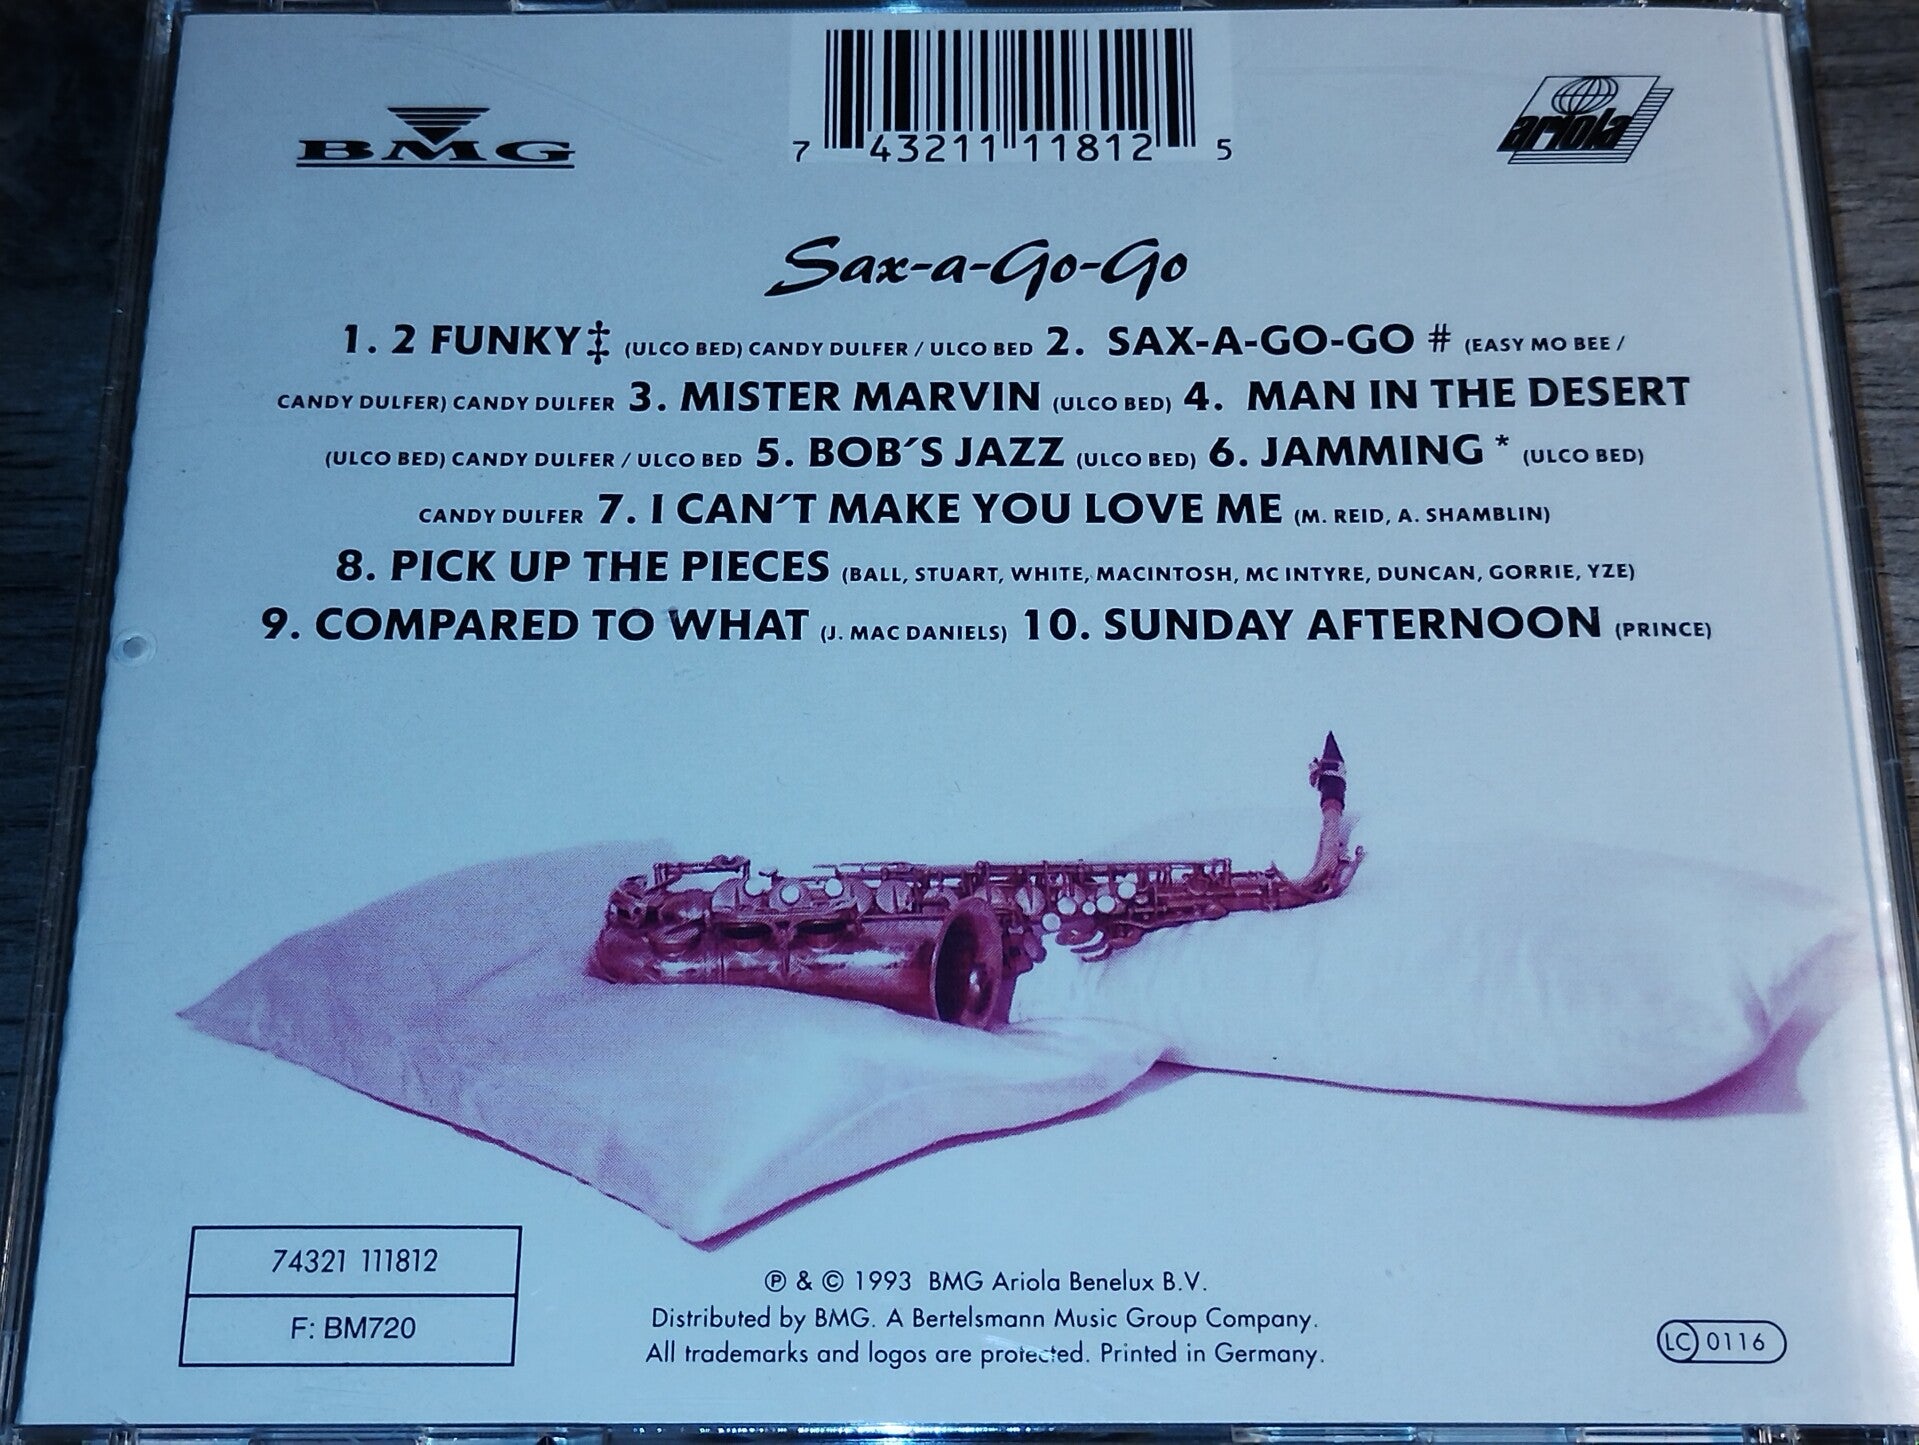 BMG
7 43211 11812 5
ariola
Sax-a-Go-Go
1. 2 FUNKY‡ (ULCO BED) CANDY DULFER / ULCO BED 2. SAX-A-GO-GO # (EASY MO BEE /
CANDY DULFER) CANDY DULFER 3. MISTER MARVIN (ULCO BED) 4. MAN IN THE DESERT
(ULCO BED) CANDY DULFER / ULCO BED 5. BOB´S JAZZ (ULCO BED) 6. JAMMING * (ULCO BED)
CANDY DULFER 7. I CAN´T MAKE YOU LOVE ME (M. REID, A. SHAMBLIN)
8. PICK UP THE PIECES (BALL, STUART, WHITE, MACINTOSH, MC INTYRE, DUNCAN, GORRIE, YZE)
9. COMPARED TO WHAT (J. MAC DANIELS) 10. SUNDAY AFTERNOON (PRINCE)
74321 111812
F: BM720
℗ & © 1993 BMG Ariola Benelux B.V.
Distributed by BMG. A Bertelsmann Music Group Company.
All trademarks and logos are protected. Printed in Germany.
LC 0116